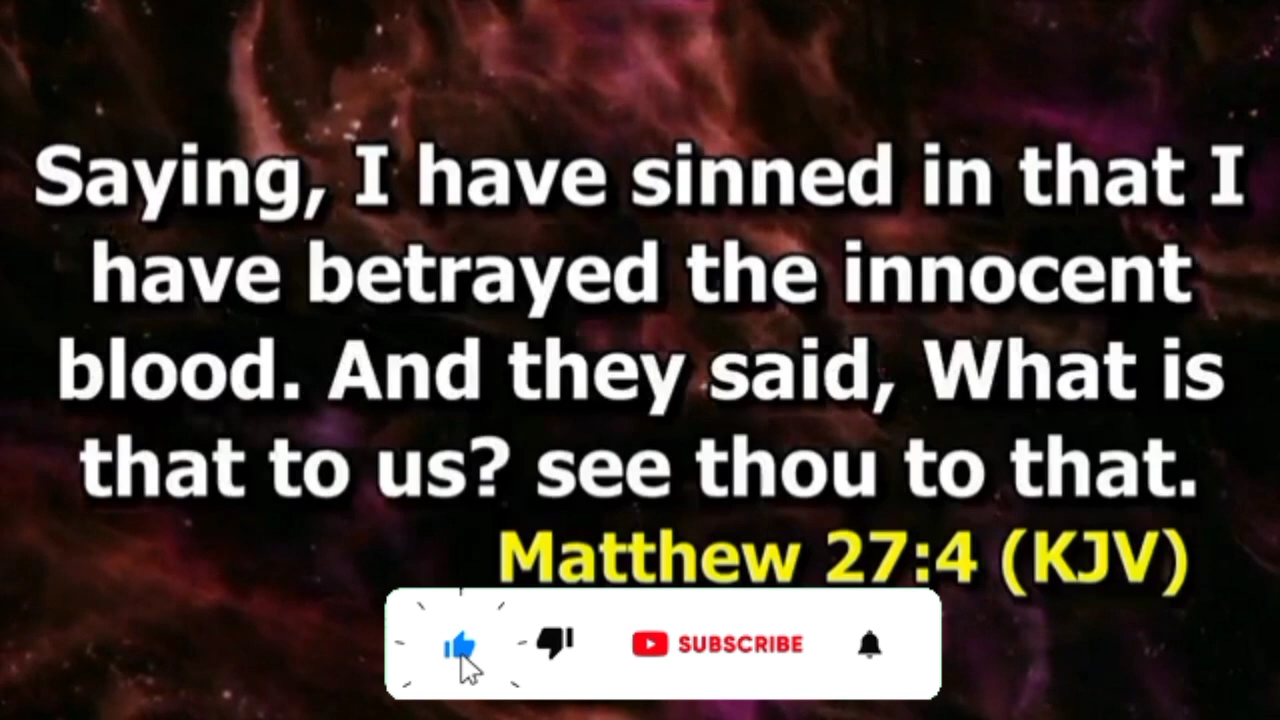 Saying, I have sinned in that I
have betrayed the innocent
blood. And they said, What is
that to us? see thou to that.
Matthew 27:4 (KJV)
SUBSCRIBE